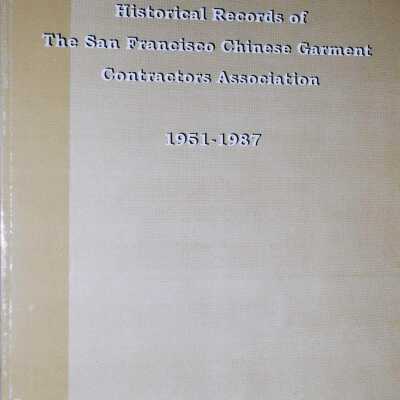 Historical Records of
The San Francisco Chinese Garment
Contractors Association
1951-1987